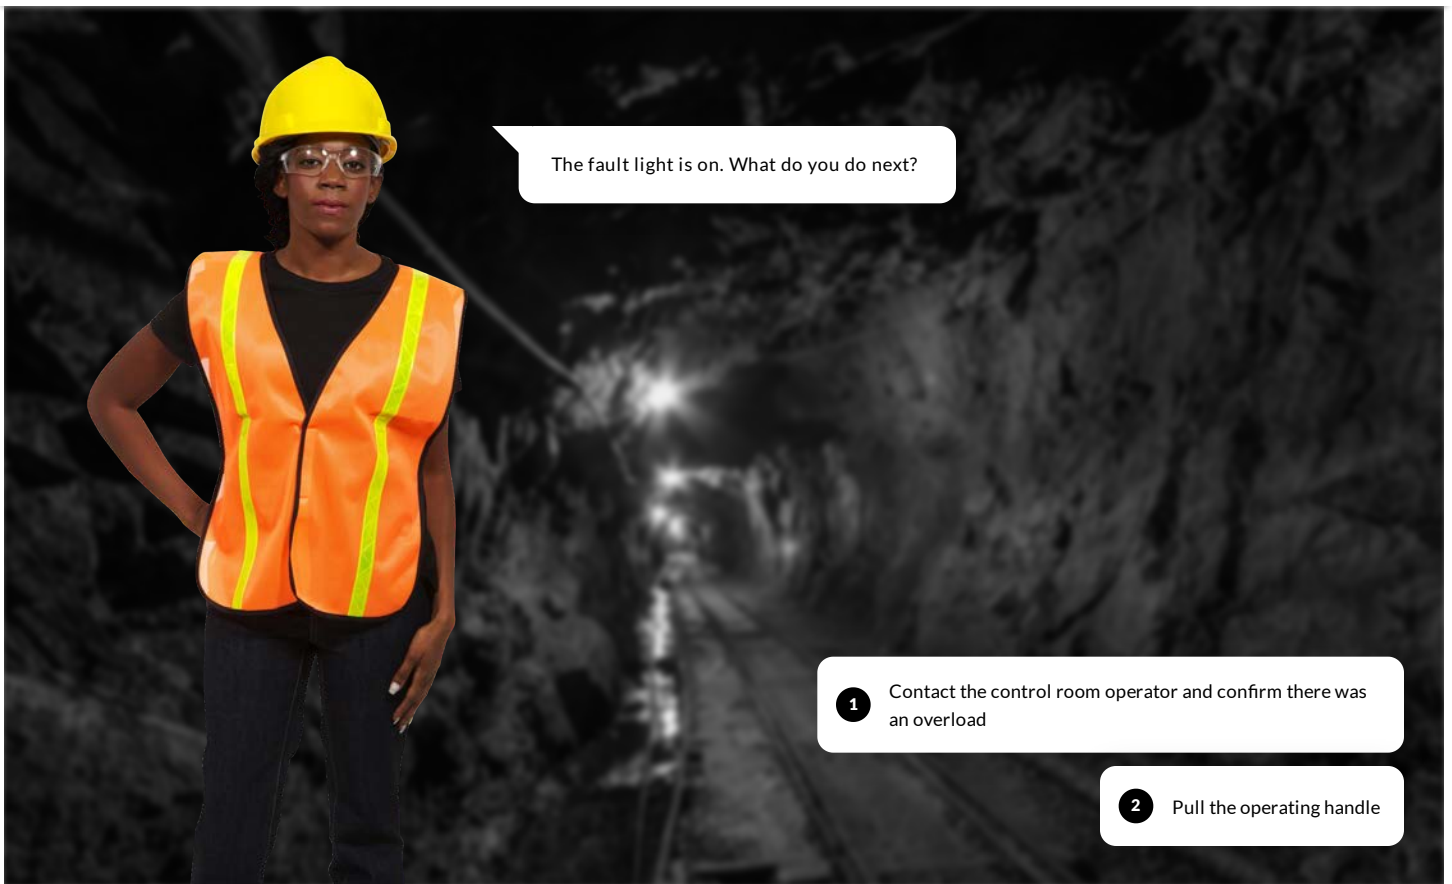 The fault light is on. What do you do next?
1
Contact the control room operator and confirm there was
an overload
2
Pull the operating handle